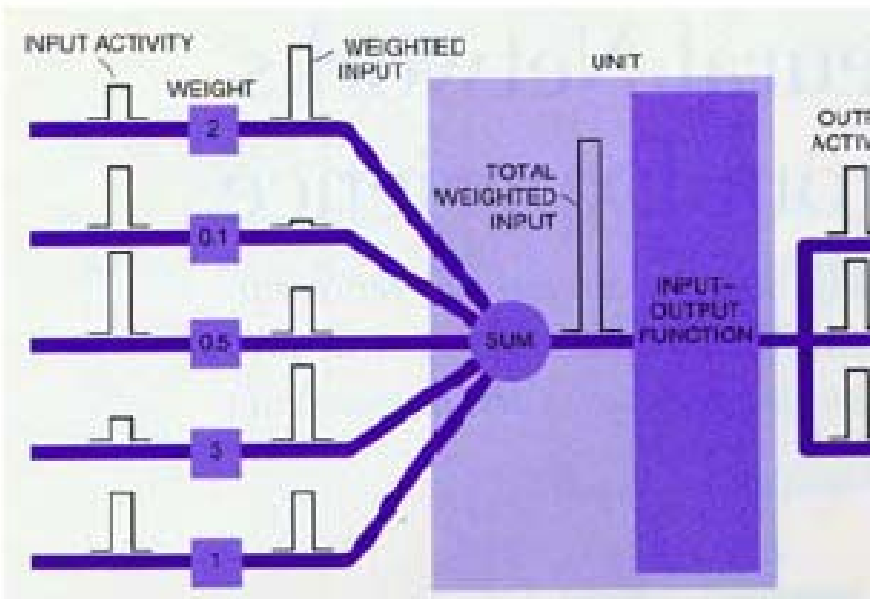 INPUT ACTIVITY
WEIGHT
WEIGHTED
INPUT
UNIT
2
TOTAL
WEIGHTED
INPUT
0.1
0.5
SUM
INPUT–
OUTPUT
FUNCTION
3
1